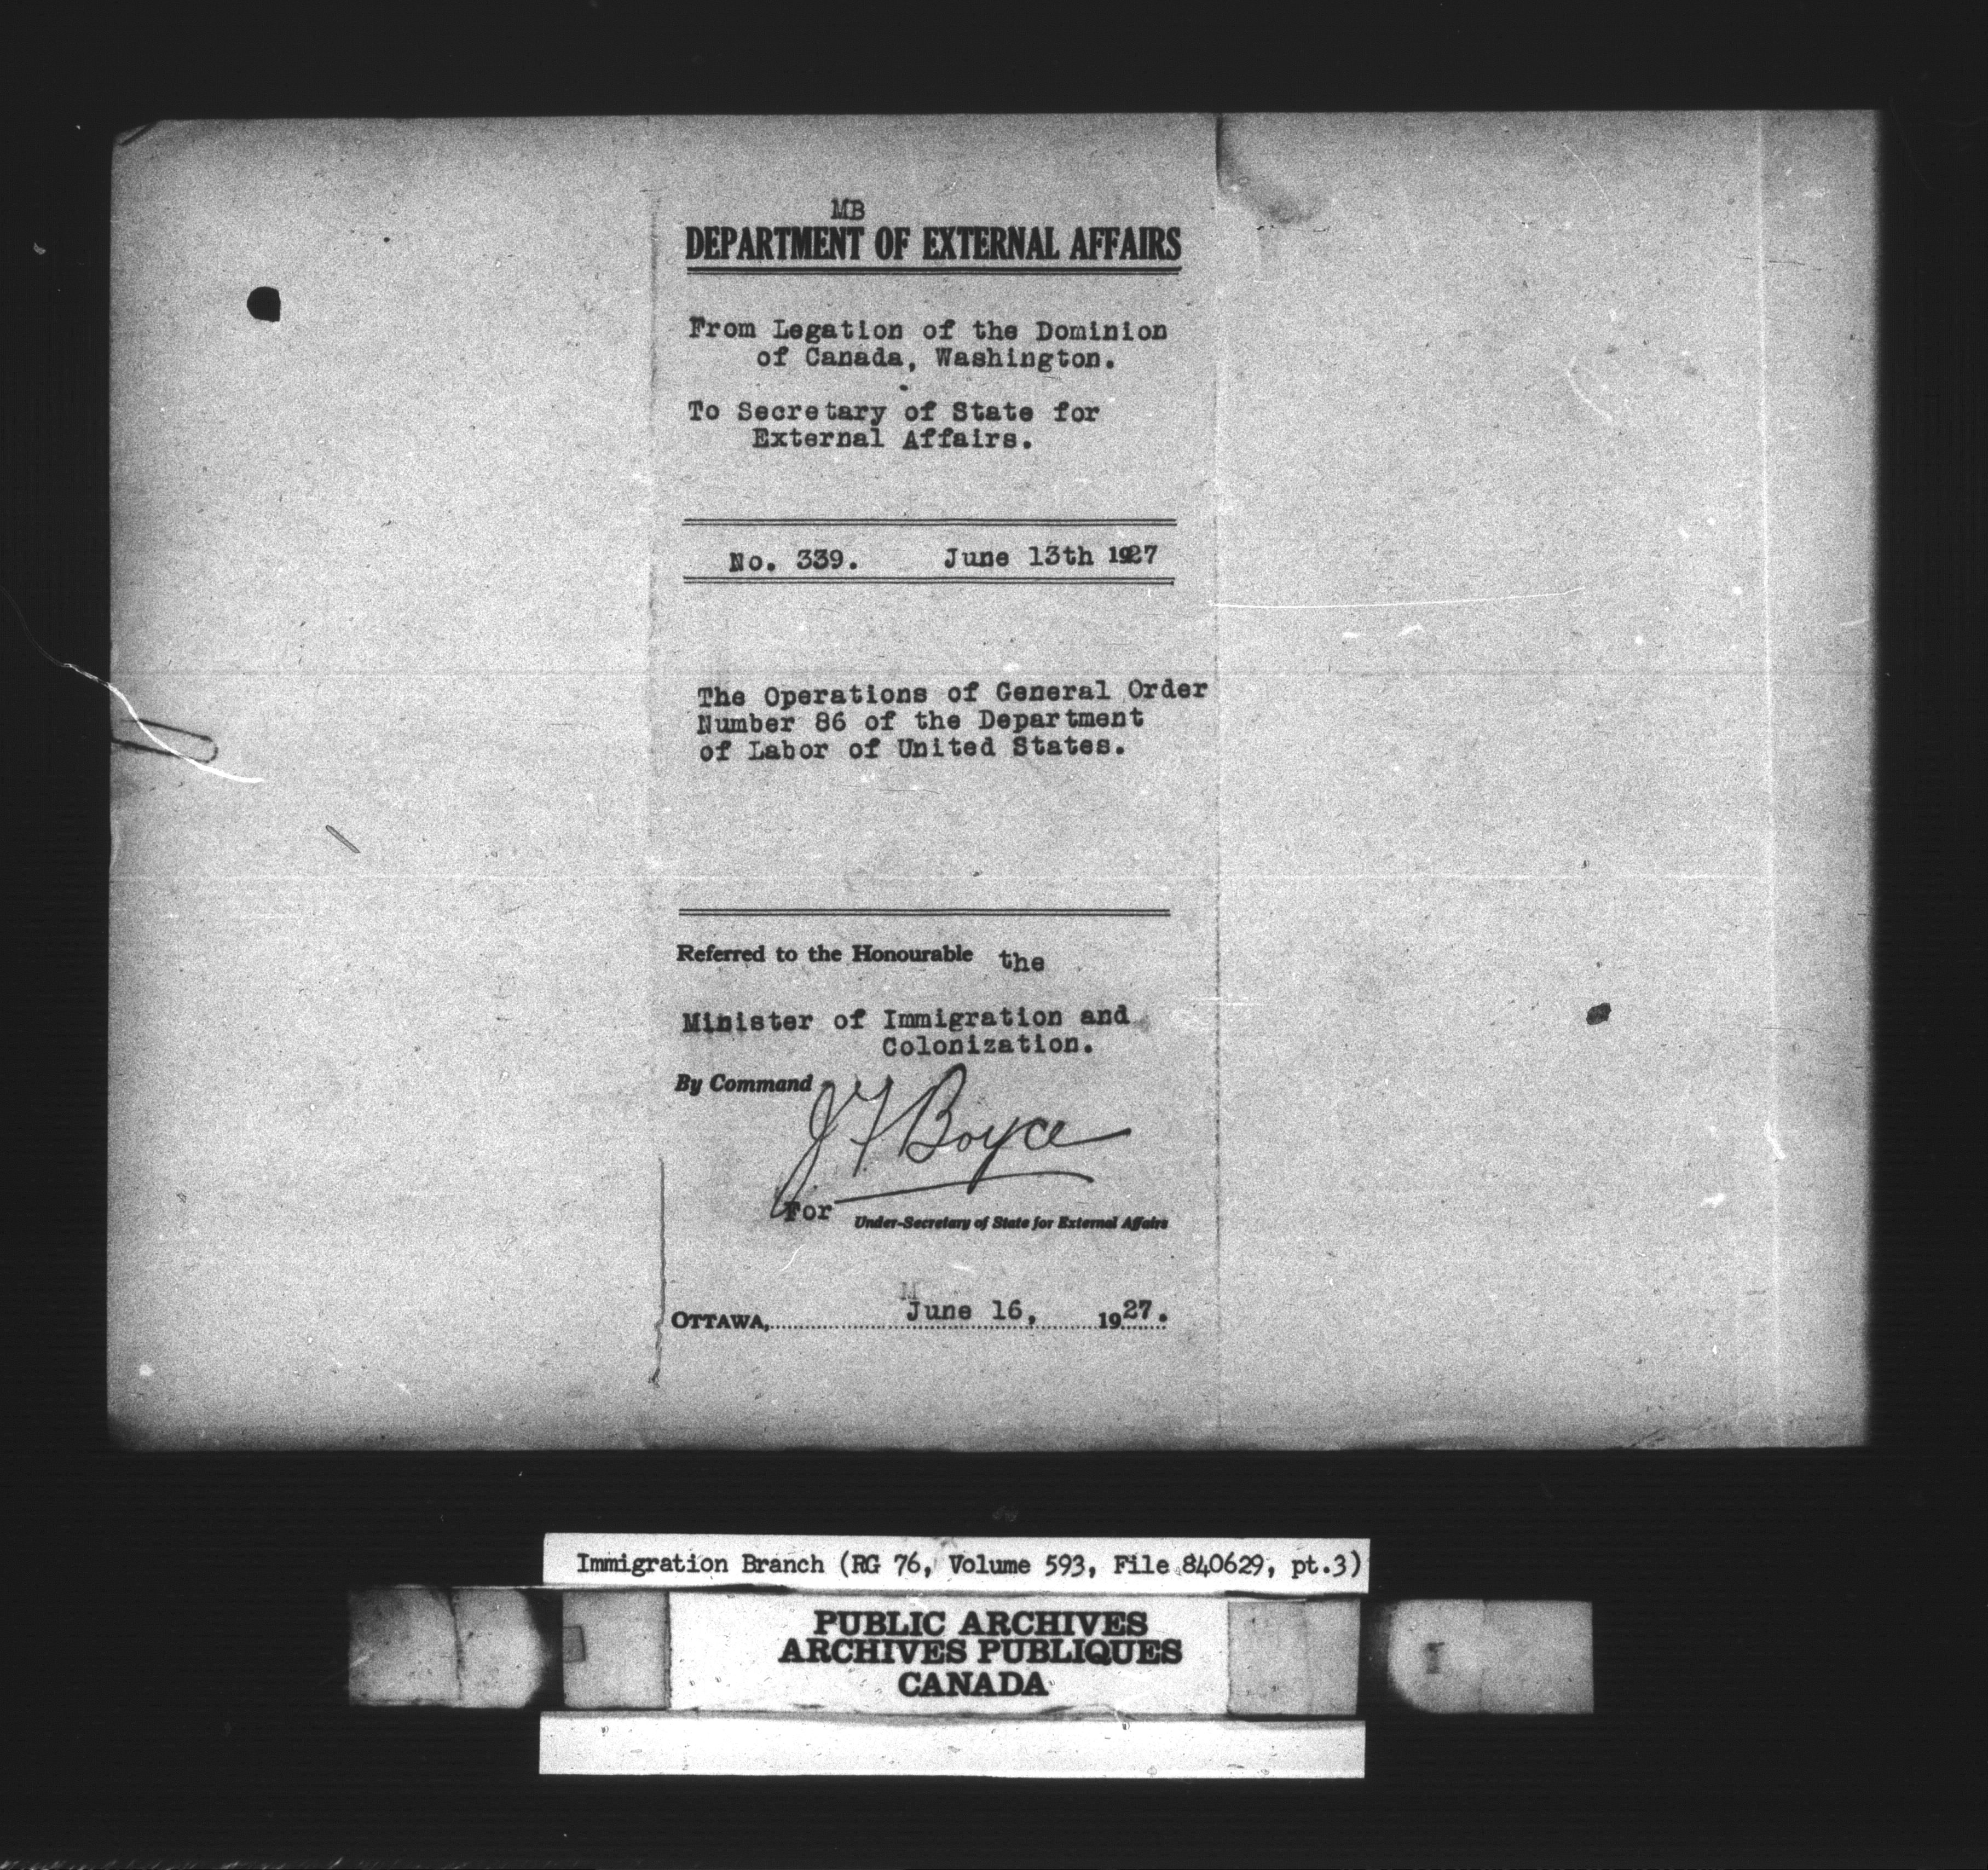 MB
DEPARTMENT OF EXTERNAL AFFAIRS
From Legation of the Dominion
of Canada, Washington.
To Secretary of State for
External Affairs.
No. 339. June 13th 1927
The Operations of General Order
Number 86 of the Department
of Labor of United States.
Referred to the Honourable the
Minister of Immigration and
Colonization.
By Command
J F Boyce
For Under-Secretary of State for External Affairs
OTTAWA, June 16, 1927.
Immigration Branch (RG 76, Volume 593, File 840629, pt.3)
PUBLIC ARCHIVES
ARCHIVES PUBLIQUES
CANADA